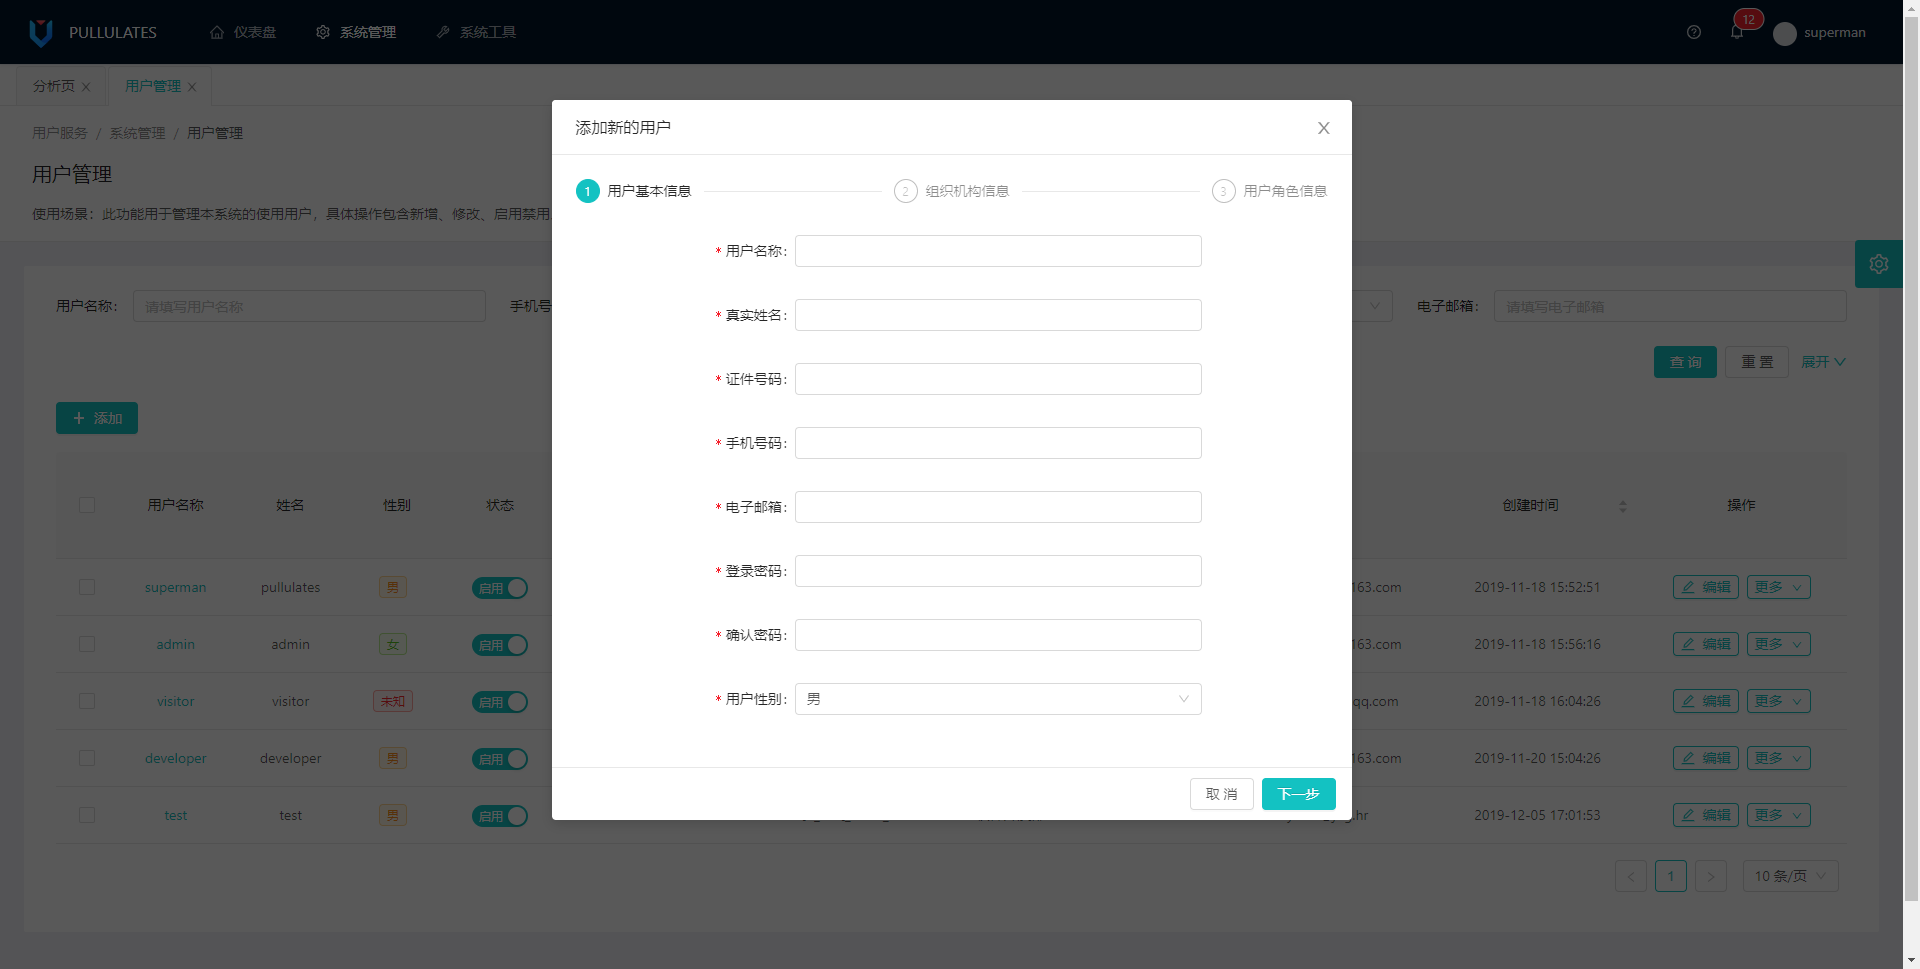 PULLULATES 仪表盘 系统管理 系统工具 12 superman
分析页 用户管理
用户服务 / 系统管理 / 用户管理
用户管理
使用场景：此功能用于管理本系统的使用用户，具体操作包含新增、修改、启用禁用
用户名称： 请填写用户名称 手机号 电子邮箱： 请填写电子邮箱
查 询 重 置 展开
添加
用户名称 姓名 性别 状态 创建时间 操作
superman pullulates 男 启用 163.com 2019-11-18 15:52:51 编辑 更多
admin admin 女 启用 163.com 2019-11-18 15:56:16 编辑 更多
visitor visitor 未知 启用 qq.com 2019-11-18 16:04:26 编辑 更多
developer developer 男 启用 163.com 2019-11-20 15:04:26 编辑 更多
test test 男 启用 .hr 2019-12-05 17:01:53 编辑 更多
< 1 > 10 条/页
添加新的用户 X
1 用户基本信息 2 组织机构信息 3 用户角色信息
* 用户名称：
* 真实姓名：
* 证件号码：
* 手机号码：
* 电子邮箱：
* 登录密码：
* 确认密码：
* 用户性别： 男
取 消 下一步